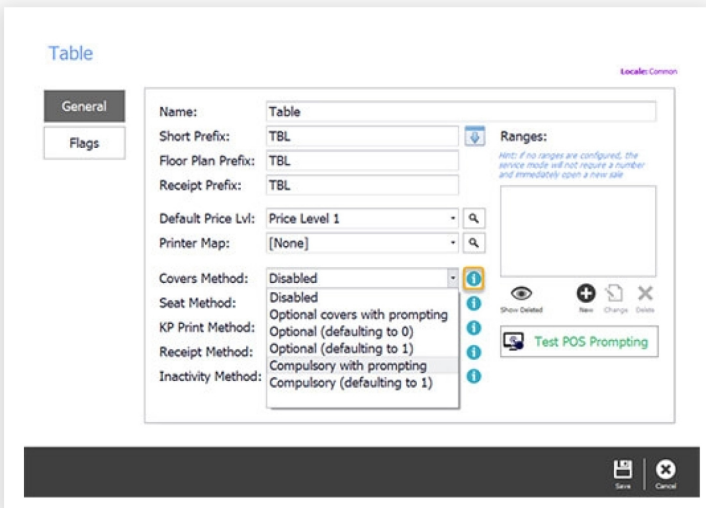 Table
Locale: Common
General
Flags
Name: Table
Short Prefix: TBL
Floor Plan Prefix: TBL
Receipt Prefix: TBL
Default Price Lvl: Price Level 1
Printer Map: [None]
Covers Method: Disabled
Seat Method:
KP Print Method:
Receipt Method:
Inactivity Method:
Disabled
Optional covers with prompting
Optional (defaulting to 0)
Optional (defaulting to 1)
Compulsory with prompting
Compulsory (defaulting to 1)
Ranges:
Hint: if no ranges are configured, the
service mode will not require a number
and immediately open a new sale
Show Deleted
New
Change
Delete
Test POS Prompting
Save
Cancel